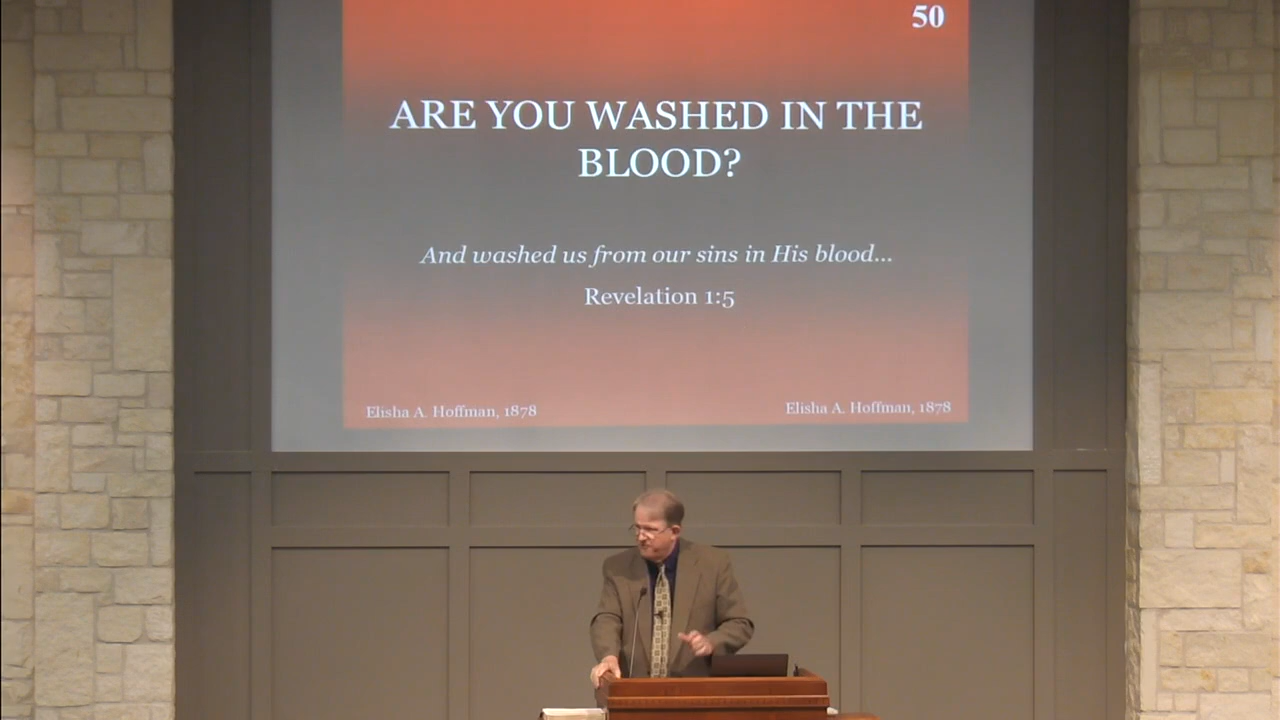 50
ARE YOU WASHED IN THE
BLOOD?
And washed us from our sins in His blood...
Revelation 1:5
Elisha A. Hoffman, 1878
Elisha A. Hoffman, 1878